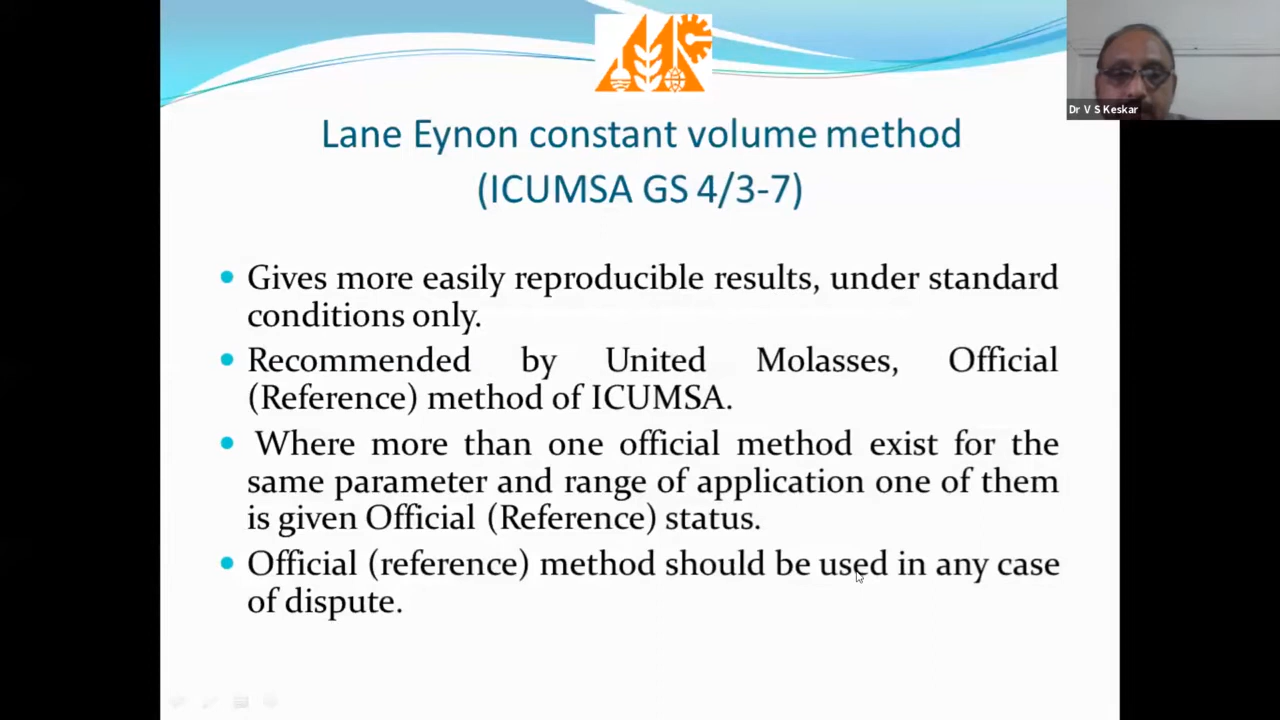 Dr V S Keskar
Lane Eynon constant volume method
(ICUMSA GS 4/3-7)
• Gives more easily reproducible results, under standard
conditions only.
• Recommended by United Molasses, Official
(Reference) method of ICUMSA.
• Where more than one official method exist for the
same parameter and range of application one of them
is given Official (Reference) status.
• Official (reference) method should be used in any case
of dispute.